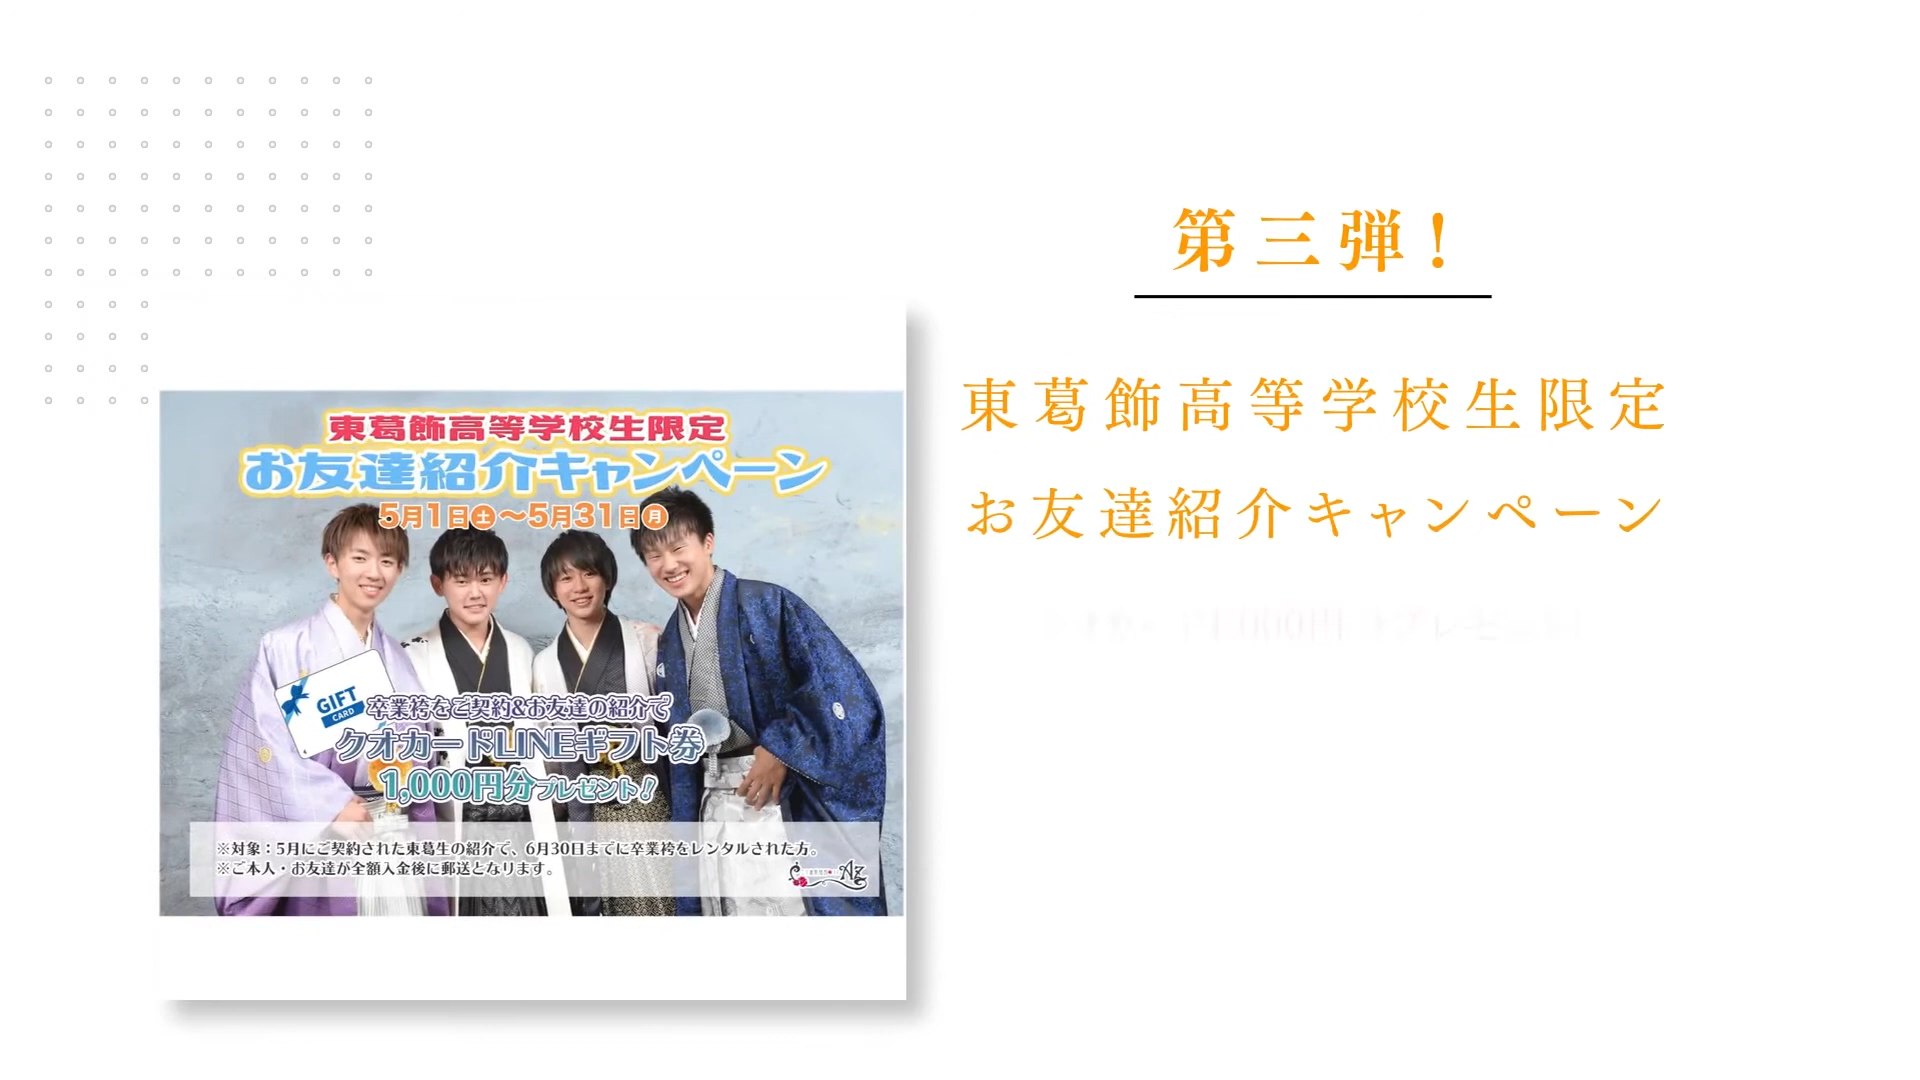 第三弾！
東葛飾高等学校生限定
お友達紹介キャンペーン
東葛飾高等学校生限定
お友達紹介キャンペーン
5月1日土〜5月31日月
GIFT
CARD
卒業袴をご契約&お友達の紹介で
クオカードLINEギフト券
1,000円分プレゼント！
※対象：5月にご契約された東葛生の紹介で、6月30日までに卒業袴をレンタルされた方。
※ご本人・お友達が全額入金後に郵送となります。
Az